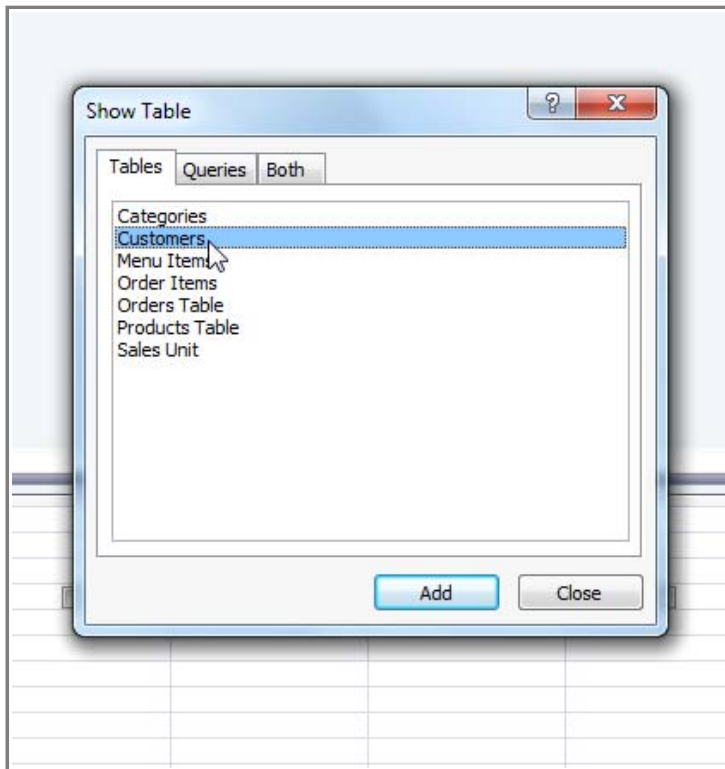 Show Table
?
Tables Queries Both
Categories
Customers
Menu Items
Order Items
Orders Table
Products Table
Sales Unit
Add Close